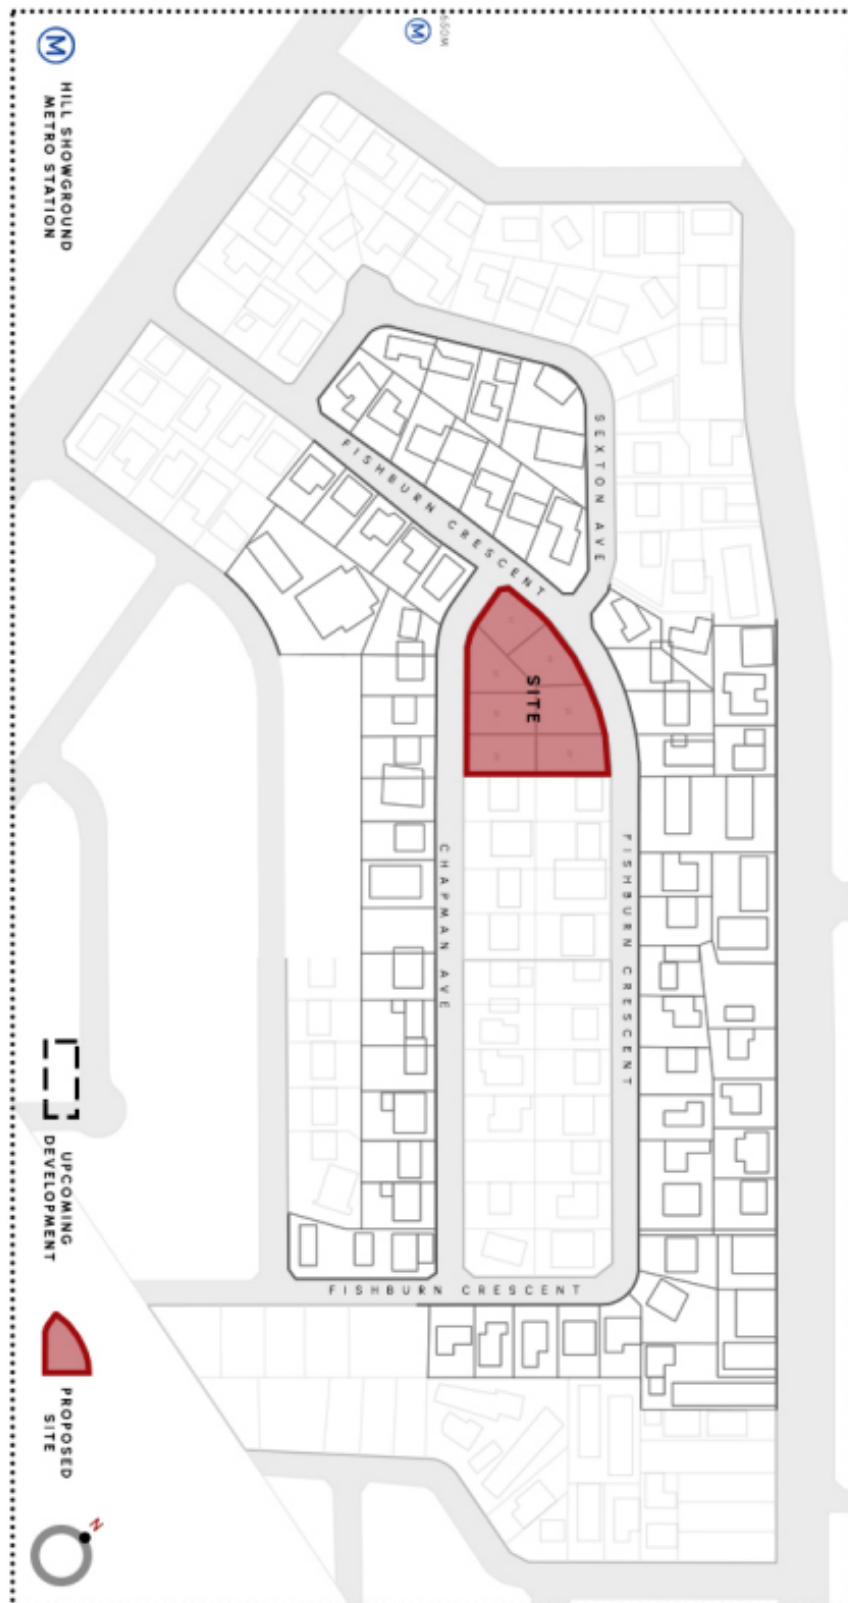 650M
M
M
HILL SHOWGROUND
METRO STATION
SEXTON AVE
FISHBURN CRESCENT
SITE
CHAPMAN AVE
FISHBURN CRESCENT
FISHBURN CRESCENT
UPCOMING
DEVELOPMENT
PROPOSED
SITE
N